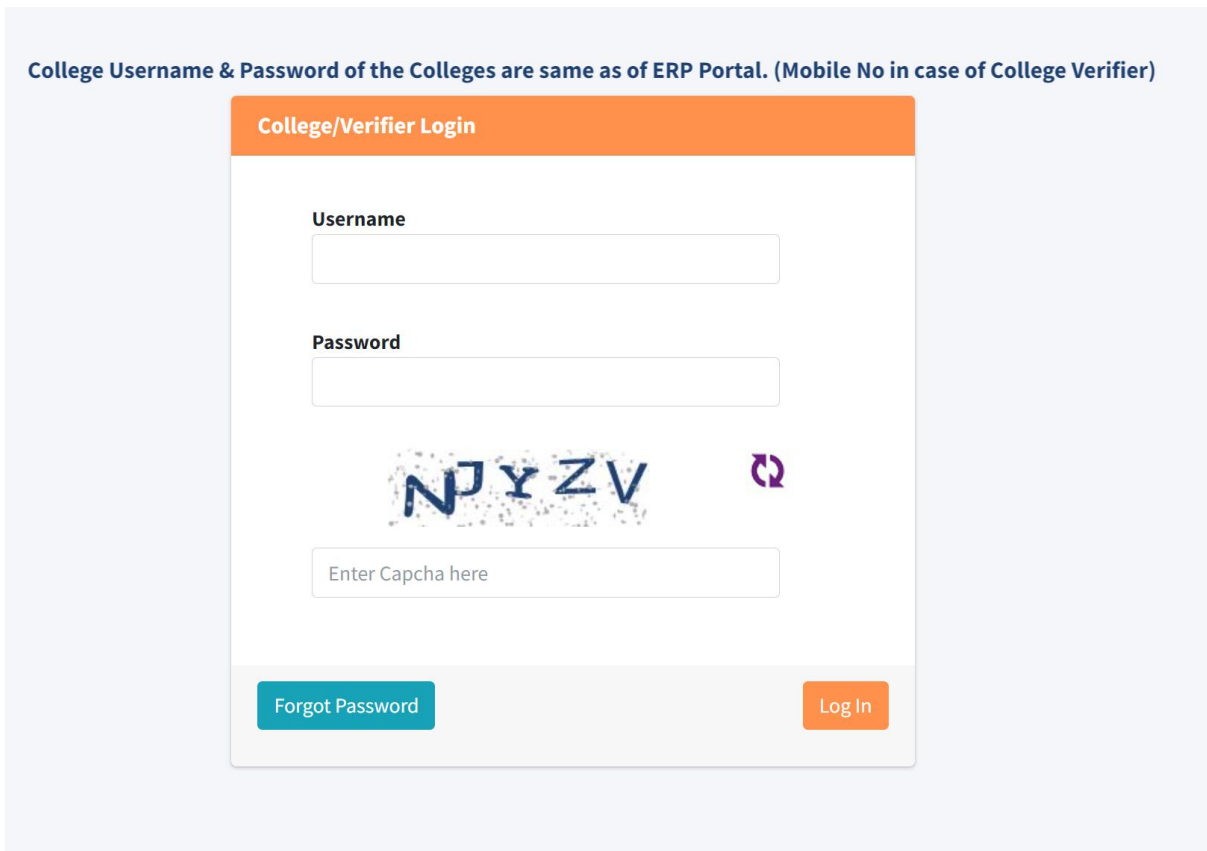 College Username & Password of the Colleges are same as of ERP Portal. (Mobile No in case of College Verifier)
College/Verifier Login
Username
Password
NJYZV
Enter Capcha here
Forgot Password
Log In